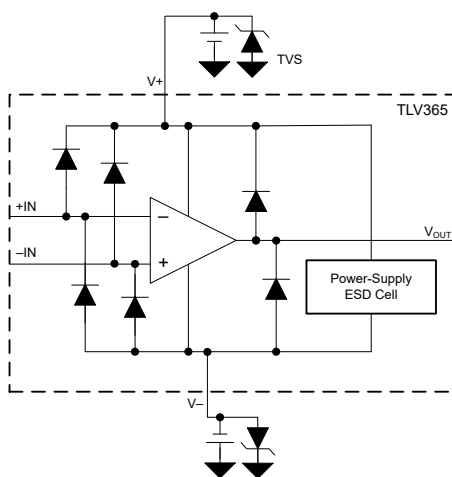 TVS
V+
TLV365
+IN
−
−IN
+
VOUT
Power-Supply
ESD Cell
V−